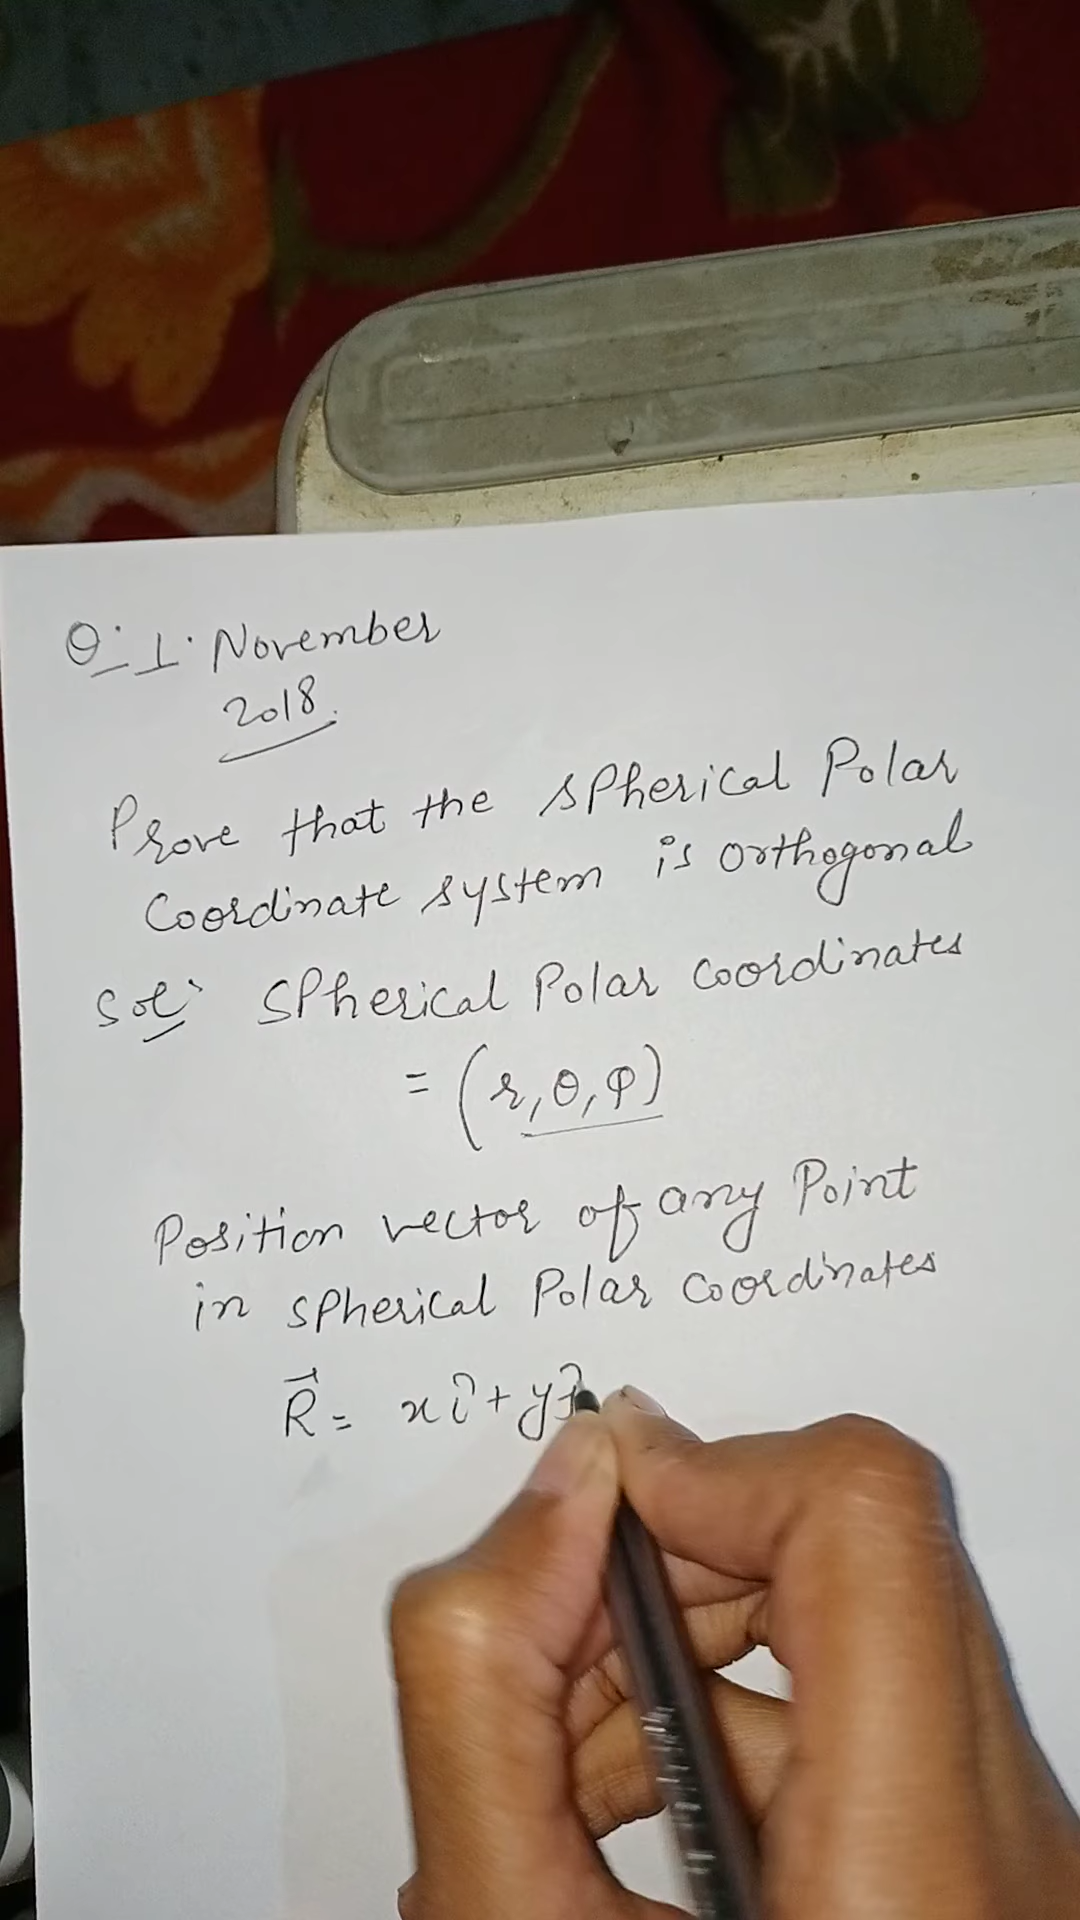 Q. 1. November
2018.
Prove that the spherical Polar
Coordinate system is orthogonal
Sol: Spherical Polar coordinates
= (r, θ, φ)
Position vector of any Point
in spherical Polar coordinates
R⃗ = xî + yĵ